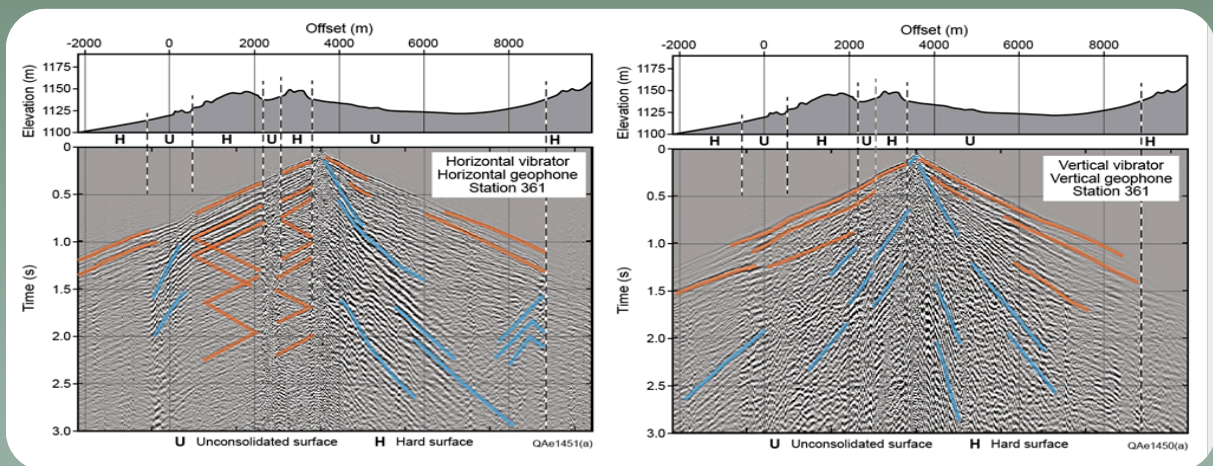 Offset (m)
-2000 0 2000 4000 6000 8000
Elevation (m)
1175
1150
1125
1100
H U H U H U H
Time (s)
0
0.5
1.0
1.5
2.0
2.5
3.0
Horizontal vibrator
Horizontal geophone
Station 361
U Unconsolidated surface H Hard surface
QAe1451(a)
Offset (m)
-2000 0 2000 4000 6000 8000
Elevation (m)
1175
1150
1125
1100
H U H U H U H
Time (s)
0
0.5
1.0
1.5
2.0
2.5
3.0
Vertical vibrator
Vertical geophone
Station 361
U Unconsolidated surface H Hard surface
QAe1450(a)